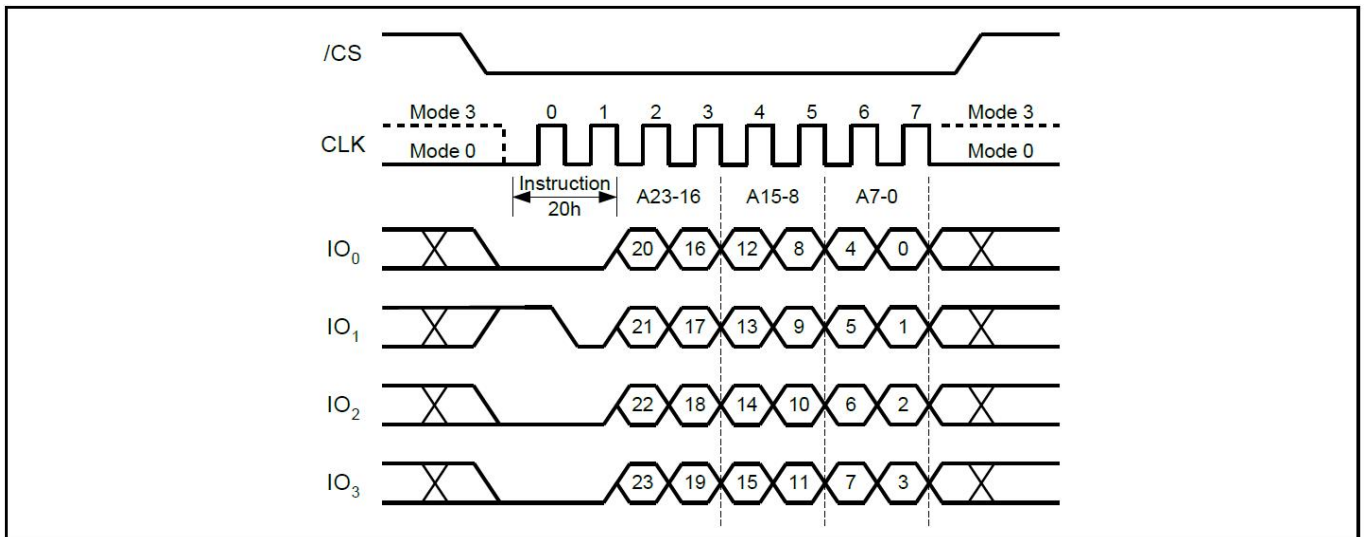 /CS
Mode 3 0 1 2 3 4 5 6 7 Mode 3
CLK
Mode 0 Mode 0
Instruction
20h
A23-16 A15-8 A7-0
IO0 20 16 12 8 4 0
IO1 21 17 13 9 5 1
IO2 22 18 14 10 6 2
IO3 23 19 15 11 7 3